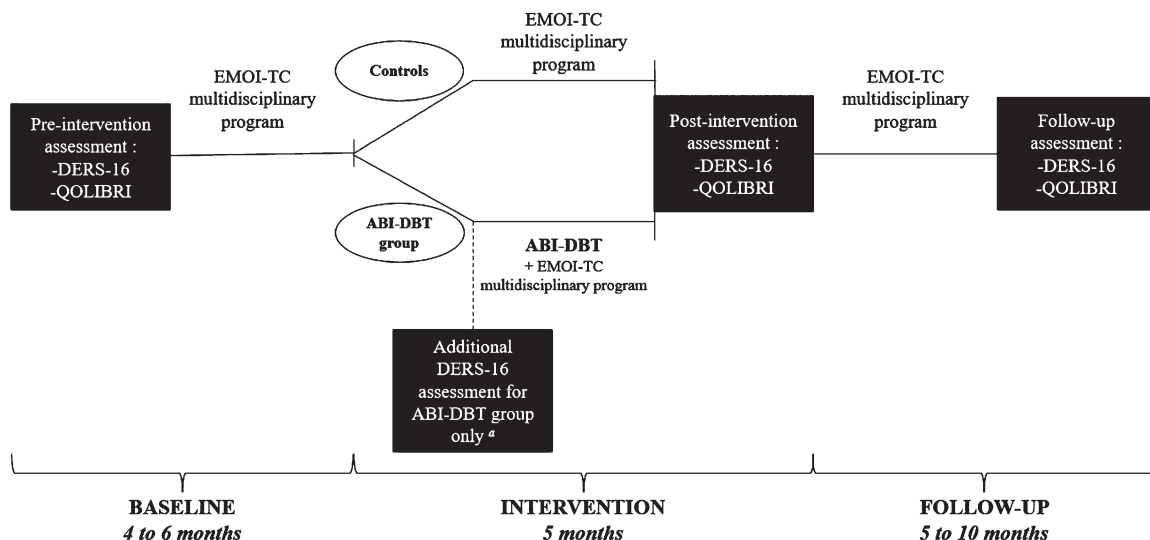 Pre-intervention
assessment :
-DERS-16
-QOLIBRI
EMOI-TC
multidisciplinary
program
Controls
EMOI-TC
multidisciplinary
program
ABI-DBT
group
ABI-DBT
+ EMOI-TC
multidisciplinary program
Additional
DERS-16
assessment for
ABI-DBT group
only a
Post-intervention
assessment :
-DERS-16
-QOLIBRI
EMOI-TC
multidisciplinary
program
Follow-up
assessment :
-DERS-16
-QOLIBRI
BASELINE
4 to 6 months
INTERVENTION
5 months
FOLLOW-UP
5 to 10 months